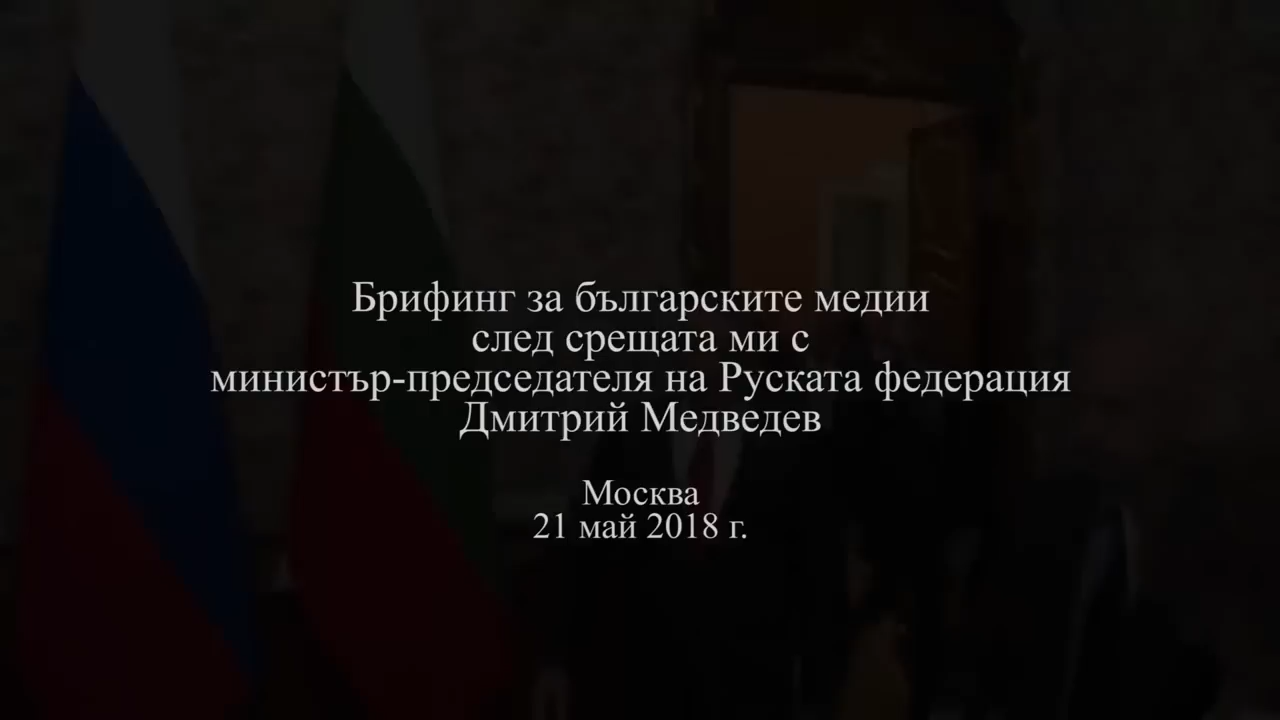 Брифинг за българските медии
след срещата ми с
министър-председателя на Руската федерация
Дмитрий Медведев
Москва
21 май 2018 г.